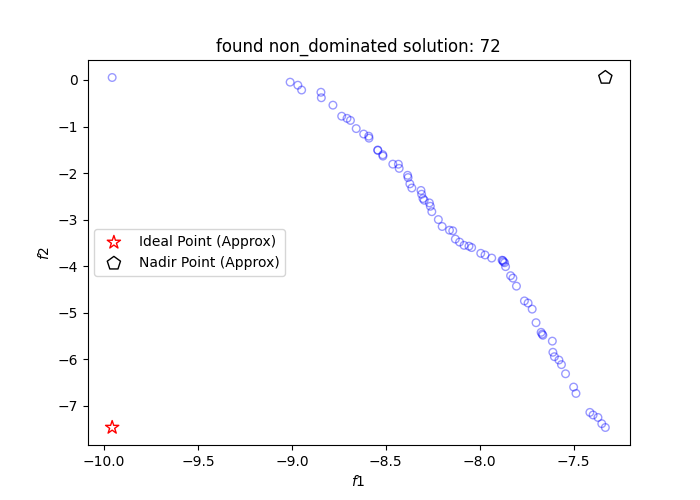 found non_dominated solution: 72
0
−1
−2
−3
−4
−5
−6
−7
f2
Ideal Point (Approx)
Nadir Point (Approx)
−10.0 −9.5 −9.0 −8.5 −8.0 −7.5
f1